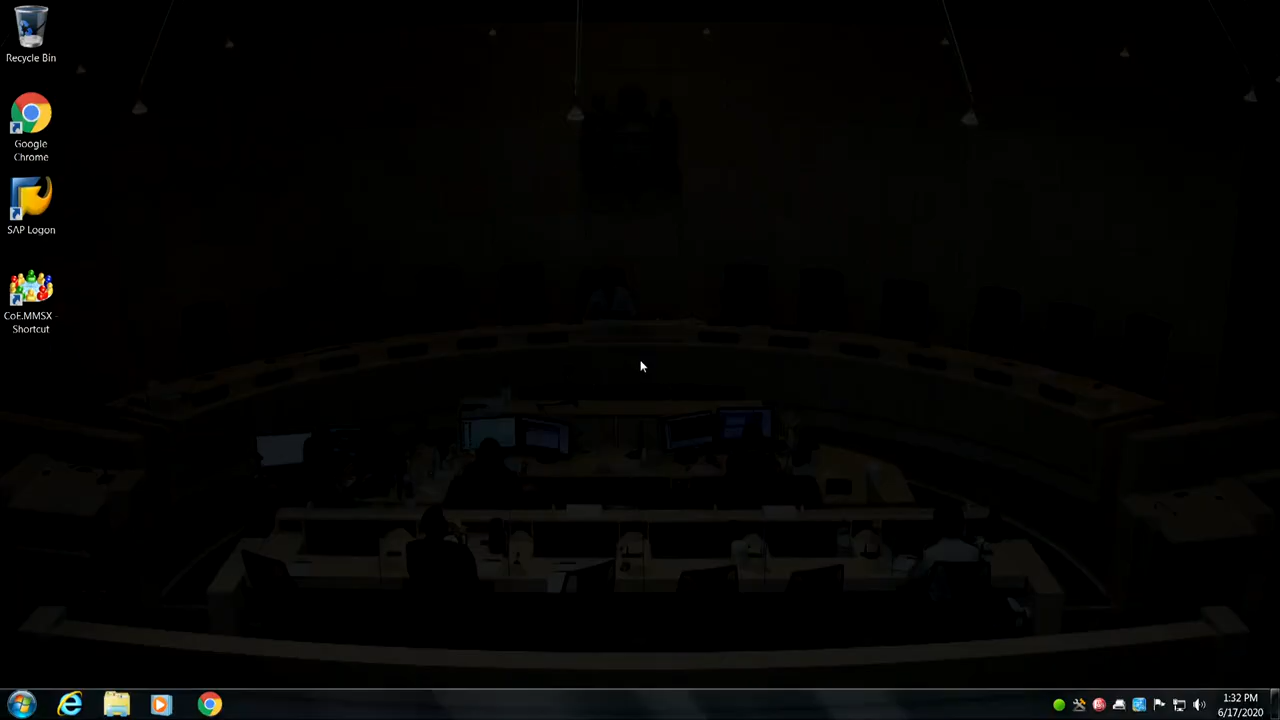 Recycle Bin
Google
Chrome
SAP Logon
CoE.MMSX -
Shortcut
1:32 PM
6/17/2020